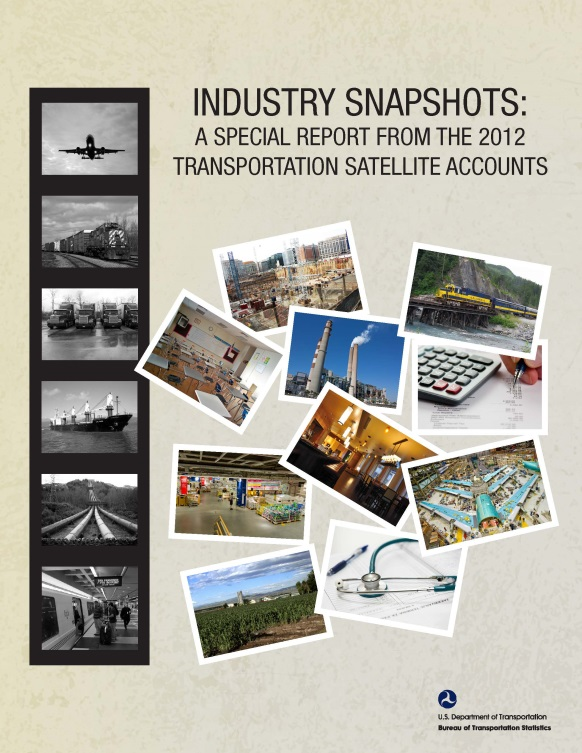 INDUSTRY SNAPSHOTS:
A SPECIAL REPORT FROM THE 2012
TRANSPORTATION SATELLITE ACCOUNTS
U.S. Department of Transportation
Bureau of Transportation Statistics